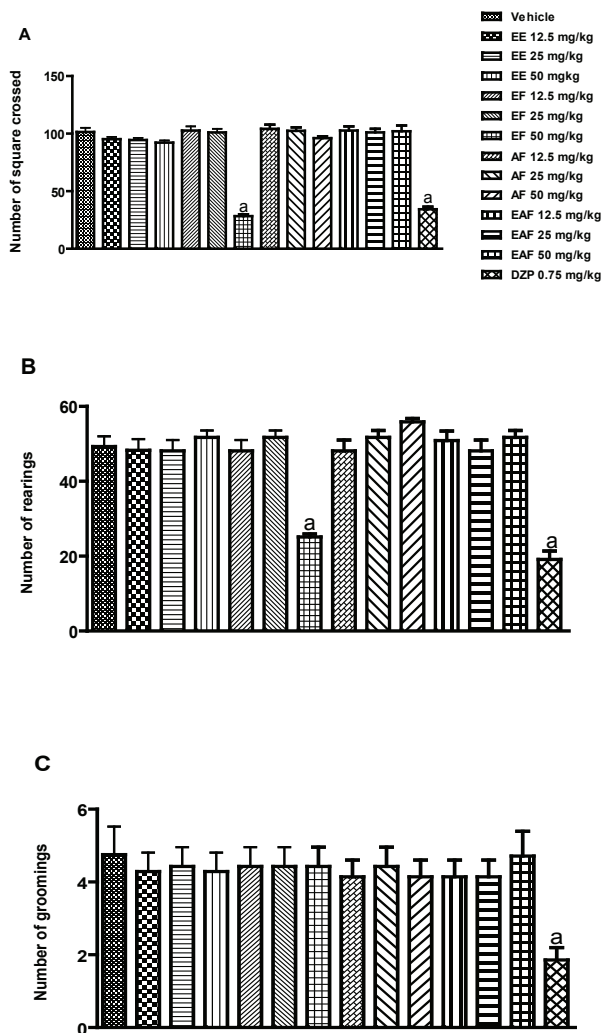 Vehicle
EE 12.5 mg/kg
EE 25 mg/kg
EE 50 mgkg
EF 12.5 mg/kg
EF 25 mg/kg
EF 50 mg/kg
AF 12.5 mg/kg
AF 25 mg/kg
AF 50 mg/kg
EAF 12.5 mg/kg
EAF 25 mg/kg
EAF 50 mg/kg
DZP 0.75 mg/kg
A
Number of square crossed
150
100
50
0
a
a
B
Number of rearings
60
40
20
0
a
a
C
Number of groomings
6
4
2
0
a